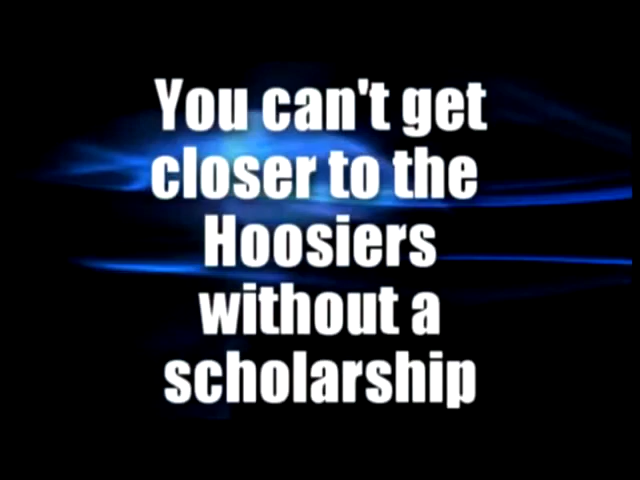 You can't get
closer to the
Hoosiers
without a
scholarship